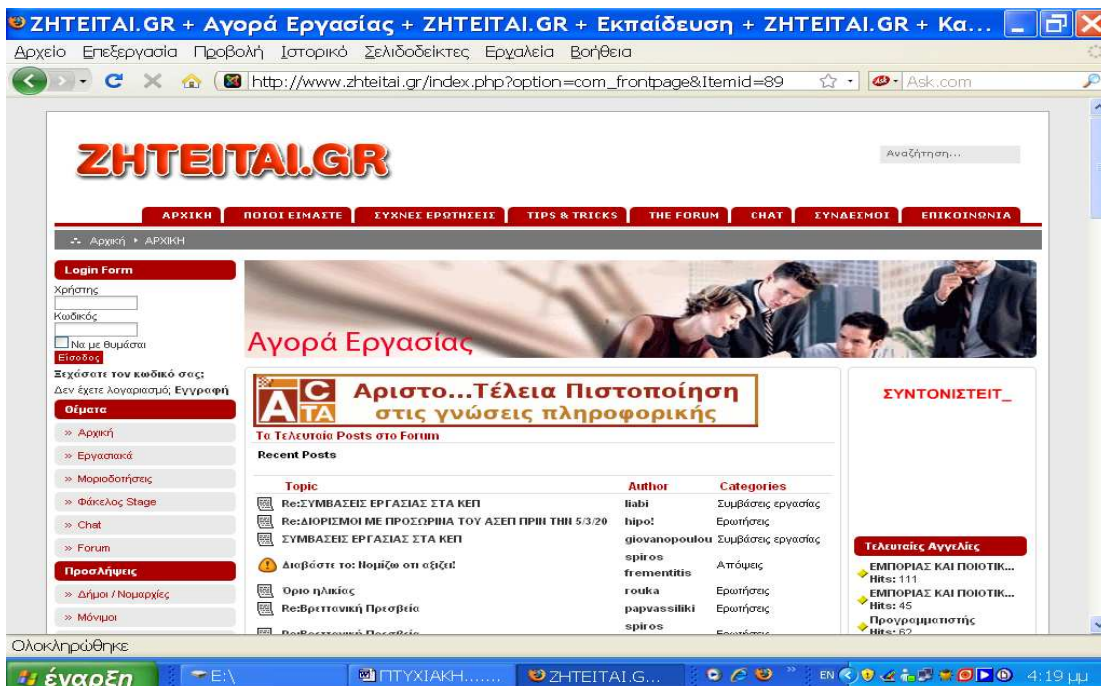 ZHTEITAI.GR + Αγορά Εργασίας + ZHTEITAI.GR + Εκπαίδευση + ZHTEITAI.GR + Κα...
Αρχείο Επεξεργασία Προβολή Ιστορικό Σελιδοδείκτες Εργαλεία Βοήθεια
http://www.zhteitai.gr/index.php?option=com_frontpage&Itemid=89 Ask.com
ZHTEITAI.GR
Αναζήτηση...
ΑΡΧΙΚΗ ΠΟΙΟΙ ΕΙΜΑΣΤΕ ΣΥΧΝΕΣ ΕΡΩΤΗΣΕΙΣ TIPS & TRICKS THE FORUM CHAT ΣΥΝΔΕΣΜΟΙ ΕΠΙΚΟΙΝΩΝΙΑ
Αρχική ΑΡΧΙΚΗ
Login Form
Χρήστης
Κωδικός
Να με θυμάσαι
Είσοδος
Ξεχάσατε τον κωδικό σας;
Δεν έχετε λογαριασμό; Εγγραφή
Θέματα
» Αρχική
» Εργασιακά
» Μοριοδοτήσεις
» Φάκελος Stage
» Chat
» Forum
Προσλήψεις
» Δήμοι / Νομαρχίες
» Μόνιμοι
Αγορά Εργασίας
ACTA
Αριστο...Τέλεια Πιστοποίηση
στις γνώσεις πληροφορικής
Τα Τελευταία Posts στο Forum
Recent Posts
Topic Author Categories
Re:ΣΥΜΒΑΣΕΙΣ ΕΡΓΑΣΙΑΣ ΣΤΑ ΚΕΠ liabi Συμβάσεις εργασίας
Re:ΔΙΟΡΙΣΜΟΙ ΜΕ ΠΡΟΣΩΡΙΝΑ ΤΟΥ ΑΣΕΠ ΠΡΙΝ ΤΗΝ 5/3/20 hipo! Ερωτήσεις
ΣΥΜΒΑΣΕΙΣ ΕΡΓΑΣΙΑΣ ΣΤΑ ΚΕΠ giovanopoulou Συμβάσεις εργασίας
Διαβάστε το: Νομίζω οτι αξιζει! spiros frementitis Απόψεις
Όριο ηλικίας rouka Ερωτήσεις
Re:Βρεττανική Πρεσβεία papvassiliki Ερωτήσεις
Re:Βρεττανική Πρεσβεία spiros Ερωτήσεις
ΣΥΝΤΟΝΙΣΤΕΙΤ_
Τελευταίες Αγγελίες
ΕΜΠΟΡΙΑΣ ΚΑΙ ΠΟΙΟΤΙΚ...
Hits: 111
ΕΜΠΟΡΙΑΣ ΚΑΙ ΠΟΙΟΤΙΚ...
Hits: 45
Προγραμματιστής
Hits: 62
Ολοκληρώθηκε
έναρξη E:\ ΠΤΥΧΙΑΚΗ....... ZHTEITAI.G... EN 4:19 μμ